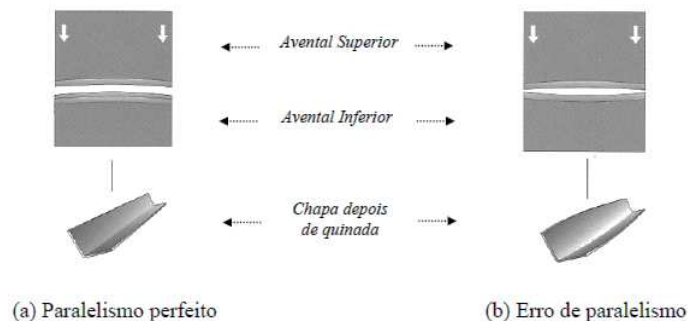 Avental Superior
Avental Inferior
Chapa depois
de quinada
(a) Paralelismo perfeito
(b) Erro de paralelismo